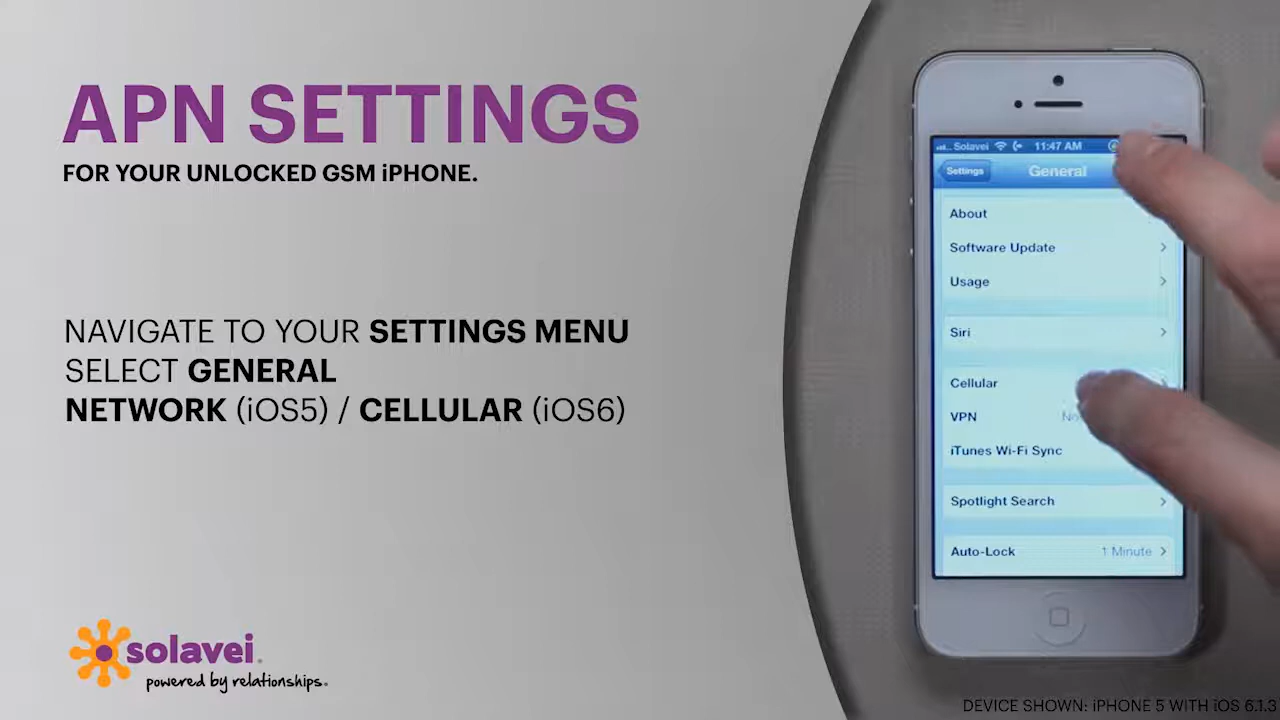 APN SETTINGS
FOR YOUR UNLOCKED GSM iPHONE.
NAVIGATE TO YOUR SETTINGS MENU
SELECT GENERAL
NETWORK (iOS5) / CELLULAR (iOS6)
solavei
powered by relationships.
Solavei 11:47 AM
Settings General
About
Software Update
Usage
Siri
Cellular
VPN
iTunes Wi-Fi Sync
Spotlight Search
Auto-Lock 1 Minute
DEVICE SHOWN: iPHONE 5 WITH iOS 6.1.3